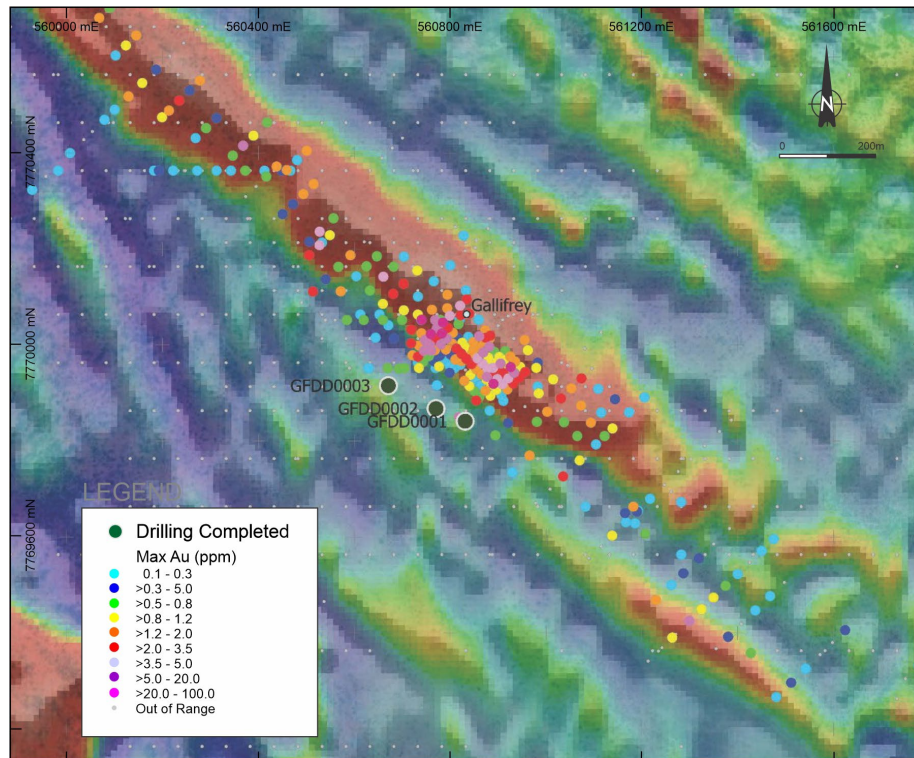 560000 mE
560400 mE
560800 mE
561200 mE
561600 mE
N
0
200m
7770400 mN
7770000 mN
7769600 mN
Gallifrey
GFDD0003
GFDD0002
GFDD0001
LEGEND
Drilling Completed
Max Au (ppm)
0.1 - 0.3
>0.3 - 5.0
>0.5 - 0.8
>0.8 - 1.2
>1.2 - 2.0
>2.0 - 3.5
>3.5 - 5.0
>5.0 - 20.0
>20.0 - 100.0
Out of Range